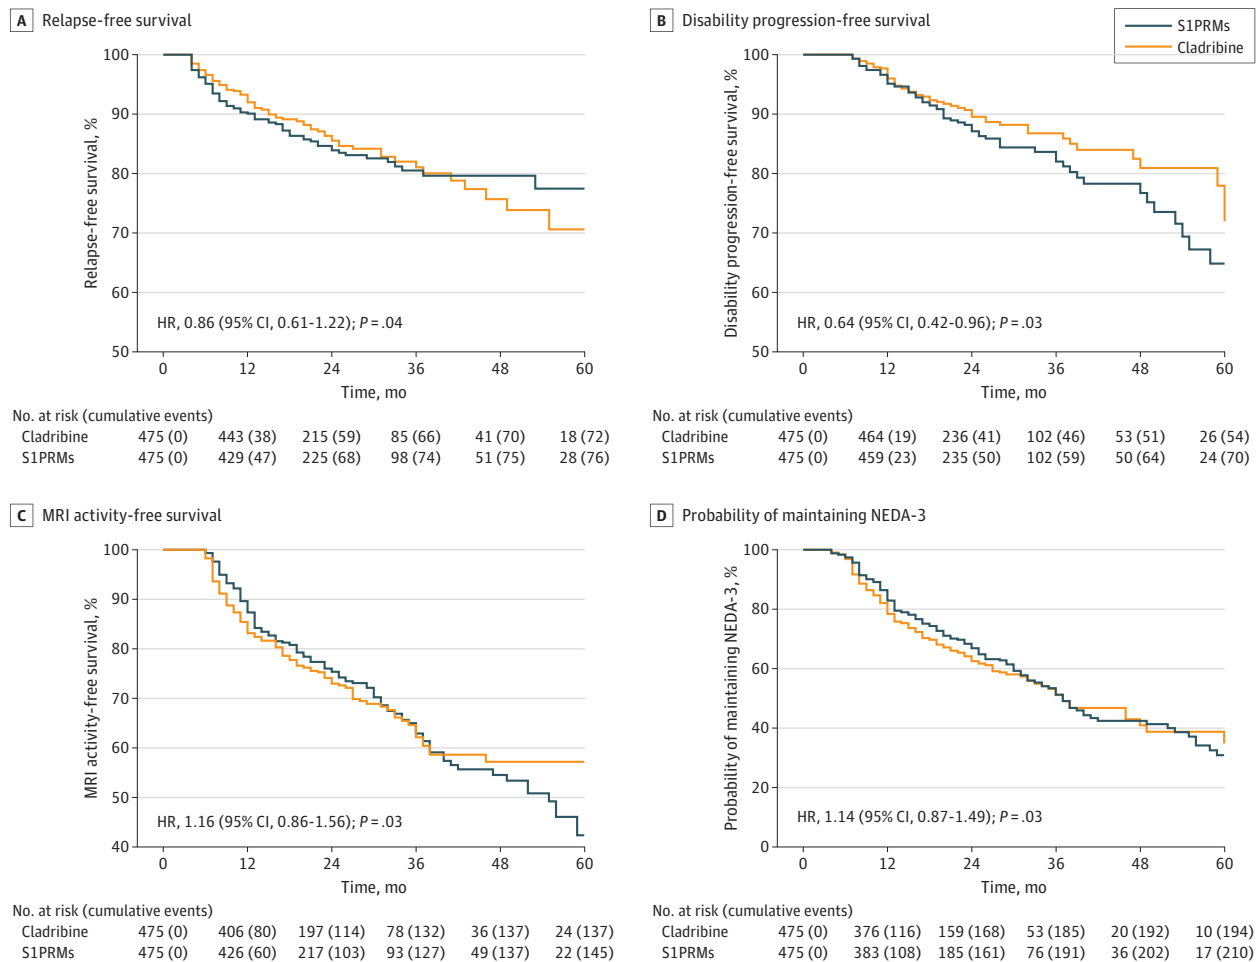 A Relapse-free survival
100
90
80
70
60
50
Relapse-free survival, %
HR, 0.86 (95% CI, 0.61-1.22); P = .04
0 12 24 36 48 60
Time, mo
No. at risk (cumulative events)
Cladribine 475 (0) 443 (38) 215 (59) 85 (66) 41 (70) 18 (72)
S1PRMs 475 (0) 429 (47) 225 (68) 98 (74) 51 (75) 28 (76)
B Disability progression-free survival
S1PRMs
Cladribine
100
90
80
70
60
50
Disability progression-free survival, %
HR, 0.64 (95% CI, 0.42-0.96); P = .03
0 12 24 36 48 60
Time, mo
No. at risk (cumulative events)
Cladribine 475 (0) 464 (19) 236 (41) 102 (46) 53 (51) 26 (54)
S1PRMs 475 (0) 459 (23) 235 (50) 102 (59) 50 (64) 24 (70)
C MRI activity-free survival
100
90
80
70
60
50
40
MRI activity-free survival, %
HR, 1.16 (95% CI, 0.86-1.56); P = .03
0 12 24 36 48 60
Time, mo
No. at risk (cumulative events)
Cladribine 475 (0) 406 (80) 197 (114) 78 (132) 36 (137) 24 (137)
S1PRMs 475 (0) 426 (60) 217 (103) 93 (127) 49 (137) 22 (145)
D Probability of maintaining NEDA-3
100
80
60
40
20
0
Probability of maintaining NEDA-3, %
HR, 1.14 (95% CI, 0.87-1.49); P = .03
0 12 24 36 48 60
Time, mo
No. at risk (cumulative events)
Cladribine 475 (0) 376 (116) 159 (168) 53 (185) 20 (192) 10 (194)
S1PRMs 475 (0) 383 (108) 185 (161) 76 (191) 36 (202) 17 (210)